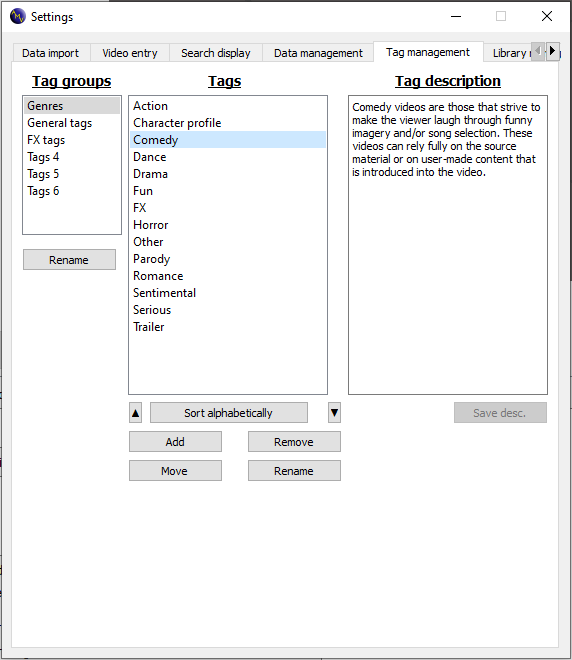 Settings
Data import
Video entry
Search display
Data management
Tag management
Library
Tag groups
Tags
Tag description
Genres
General tags
FX tags
Tags 4
Tags 5
Tags 6
Rename
Action
Character profile
Comedy
Dance
Drama
Fun
FX
Horror
Other
Parody
Romance
Sentimental
Serious
Trailer
Comedy videos are those that strive to
make the viewer laugh through funny
imagery and/or song selection. These
videos can rely fully on the source
material or on user-made content that
is introduced into the video.
▲
Sort alphabetically
▼
Save desc.
Add
Remove
Move
Rename